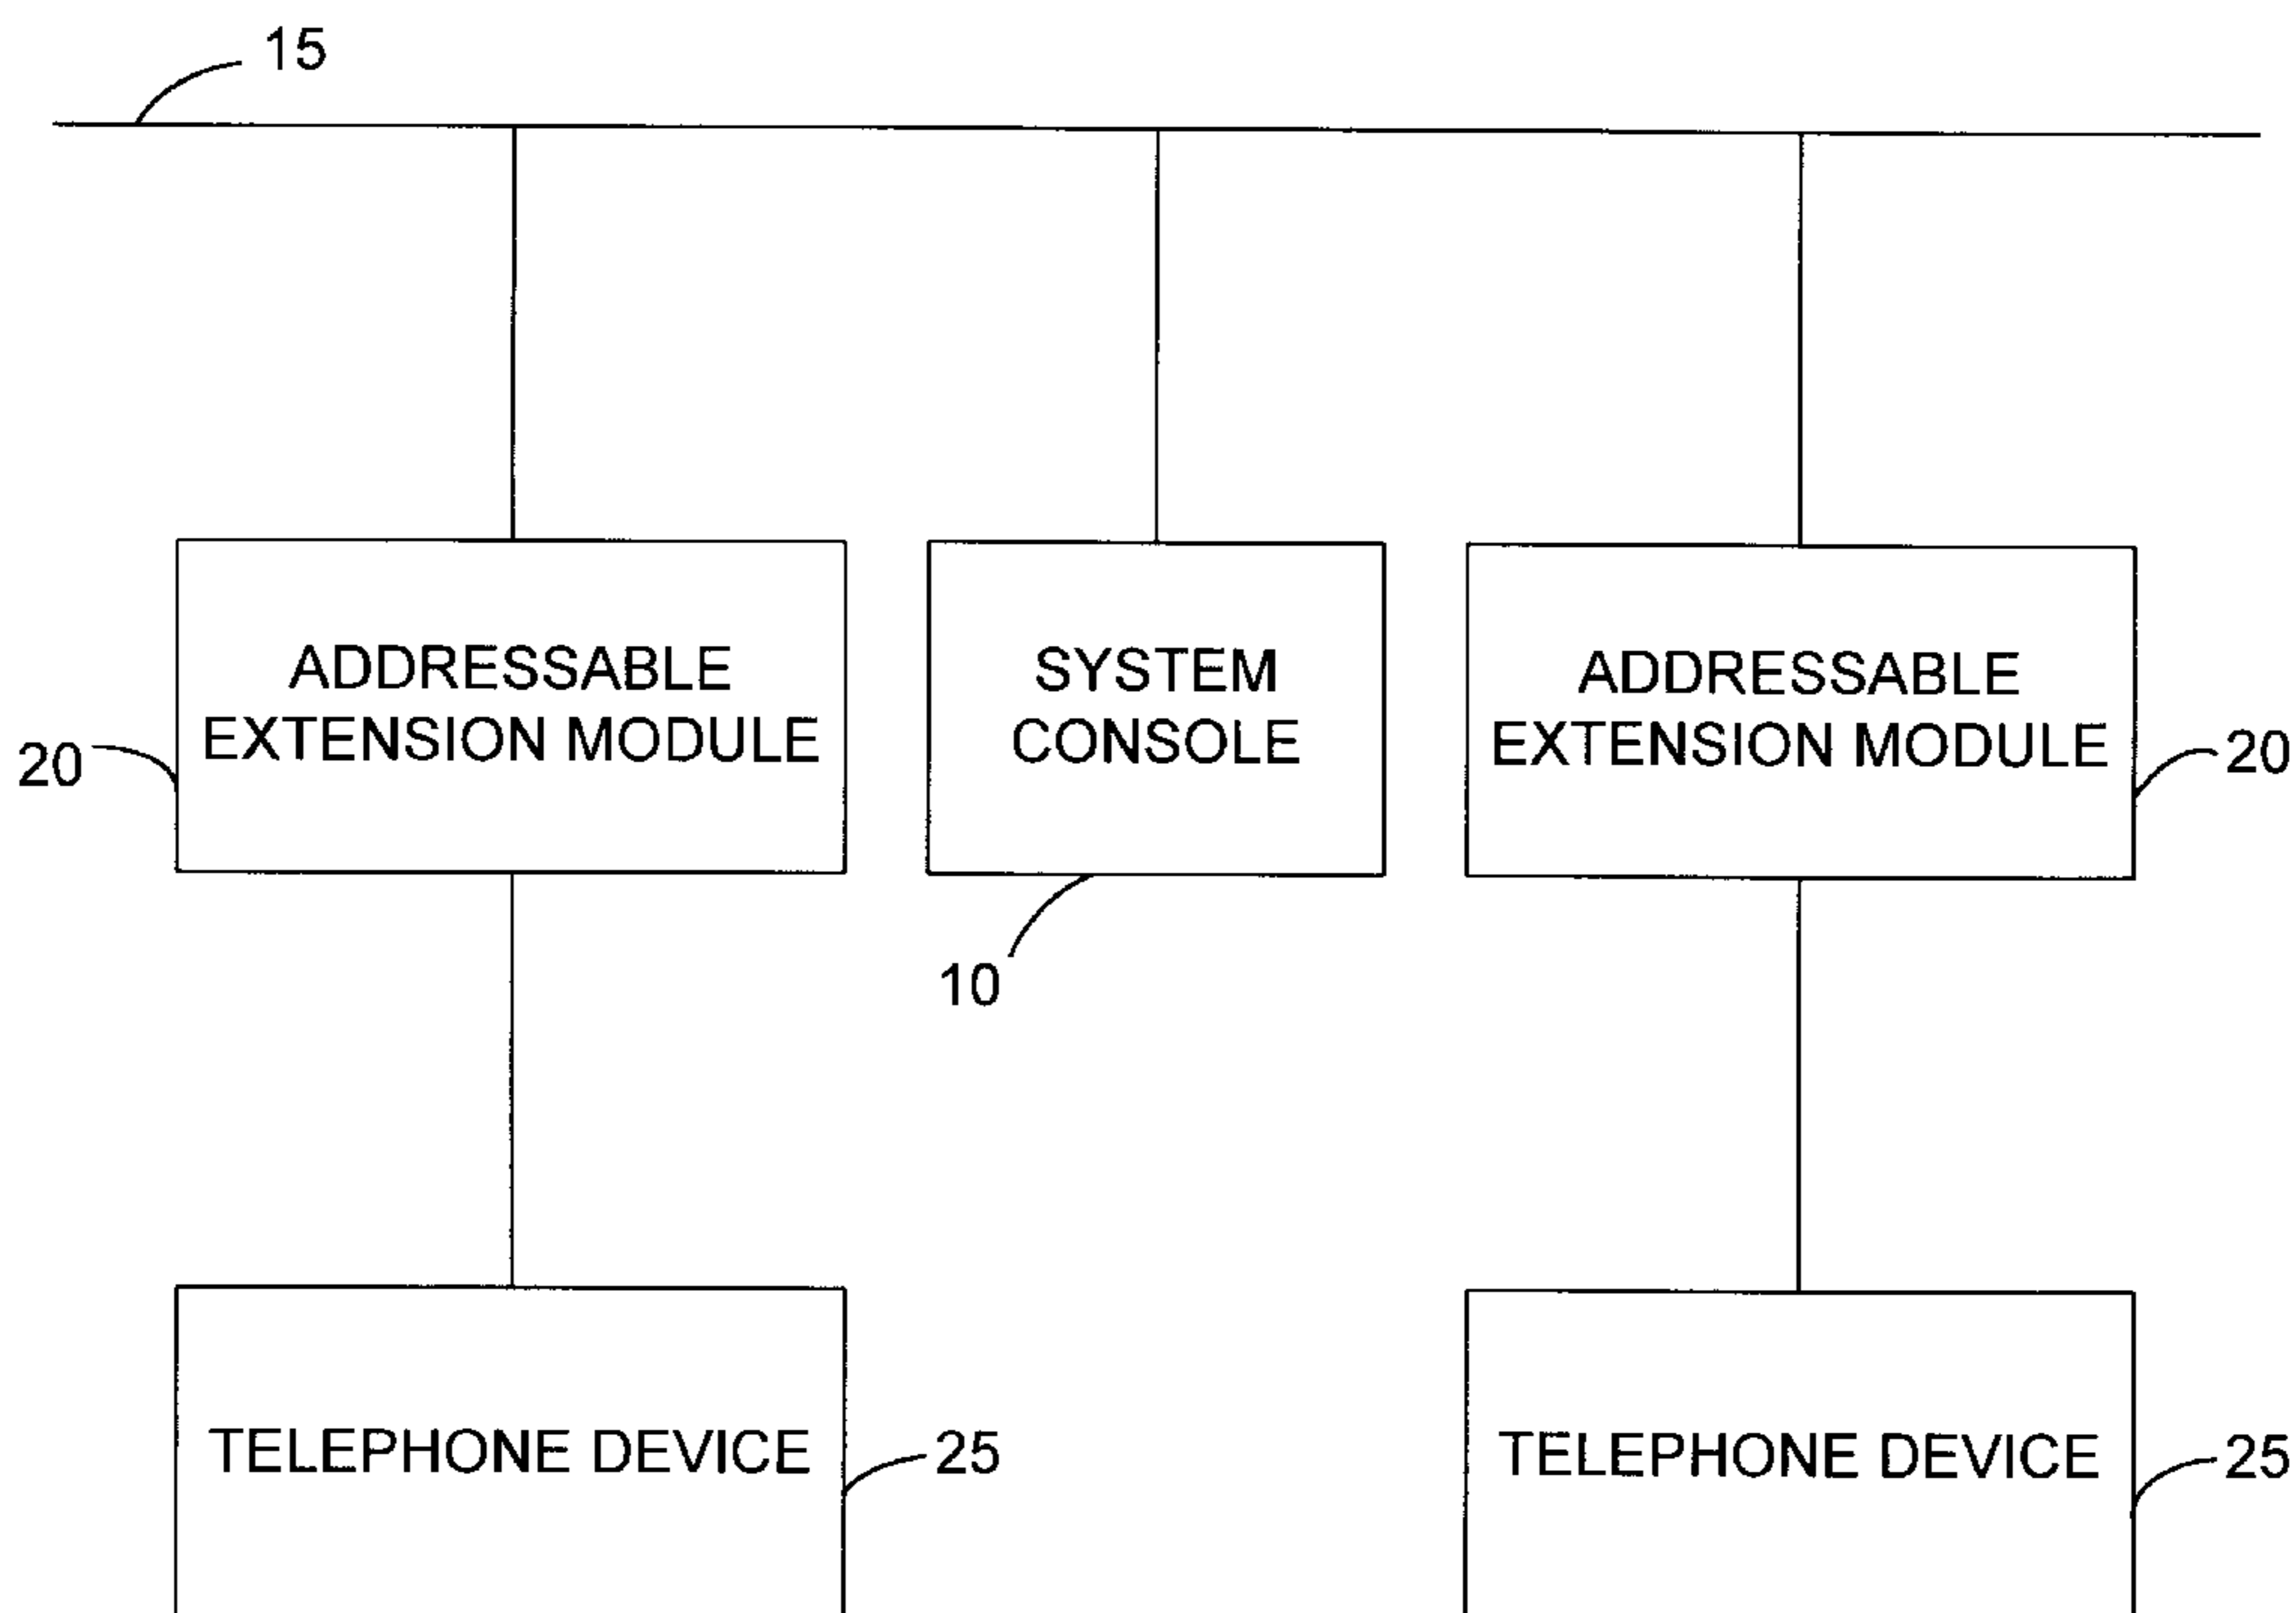 15
ADDRESSABLE
EXTENSION MODULE
20
SYSTEM
CONSOLE
10
ADDRESSABLE
EXTENSION MODULE
20
TELEPHONE DEVICE
25
TELEPHONE DEVICE
25